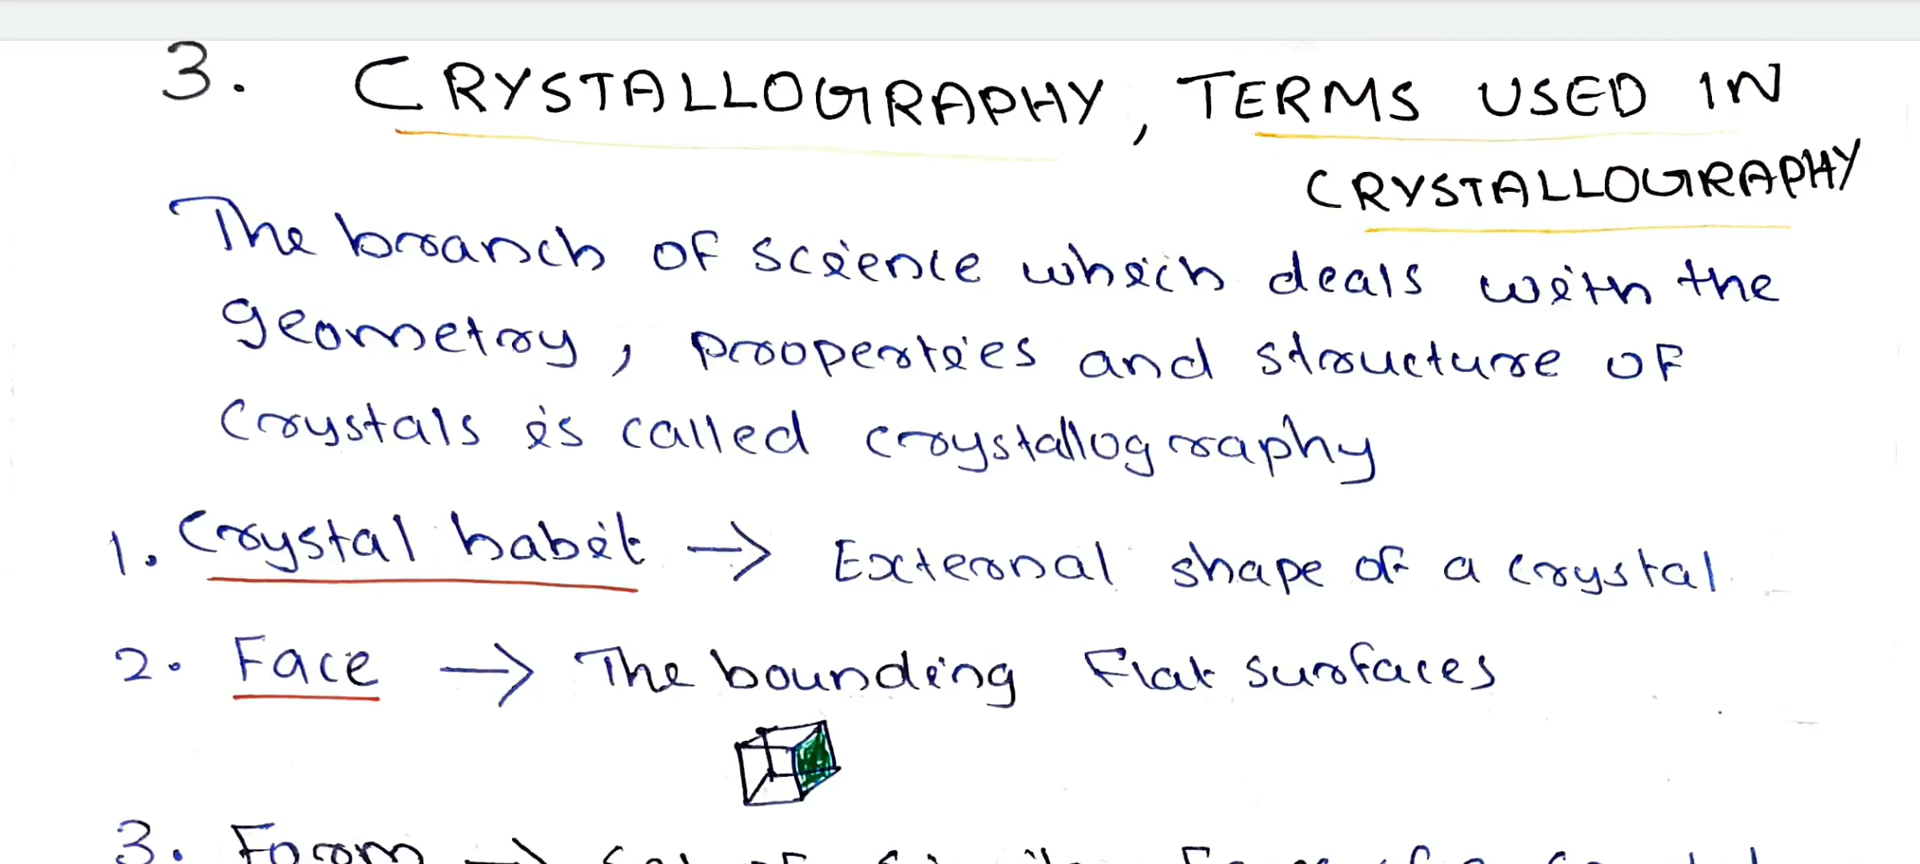 3. CRYSTALLOGRAPHY, TERMS USED IN
CRYSTALLOGRAPHY
The branch of science which deals with the
geometry, properties and structure of
Crystals is called crystallography
1. Crystal habit → External shape of a crystal
2. Face → The bounding Flat surfaces
3. Form →